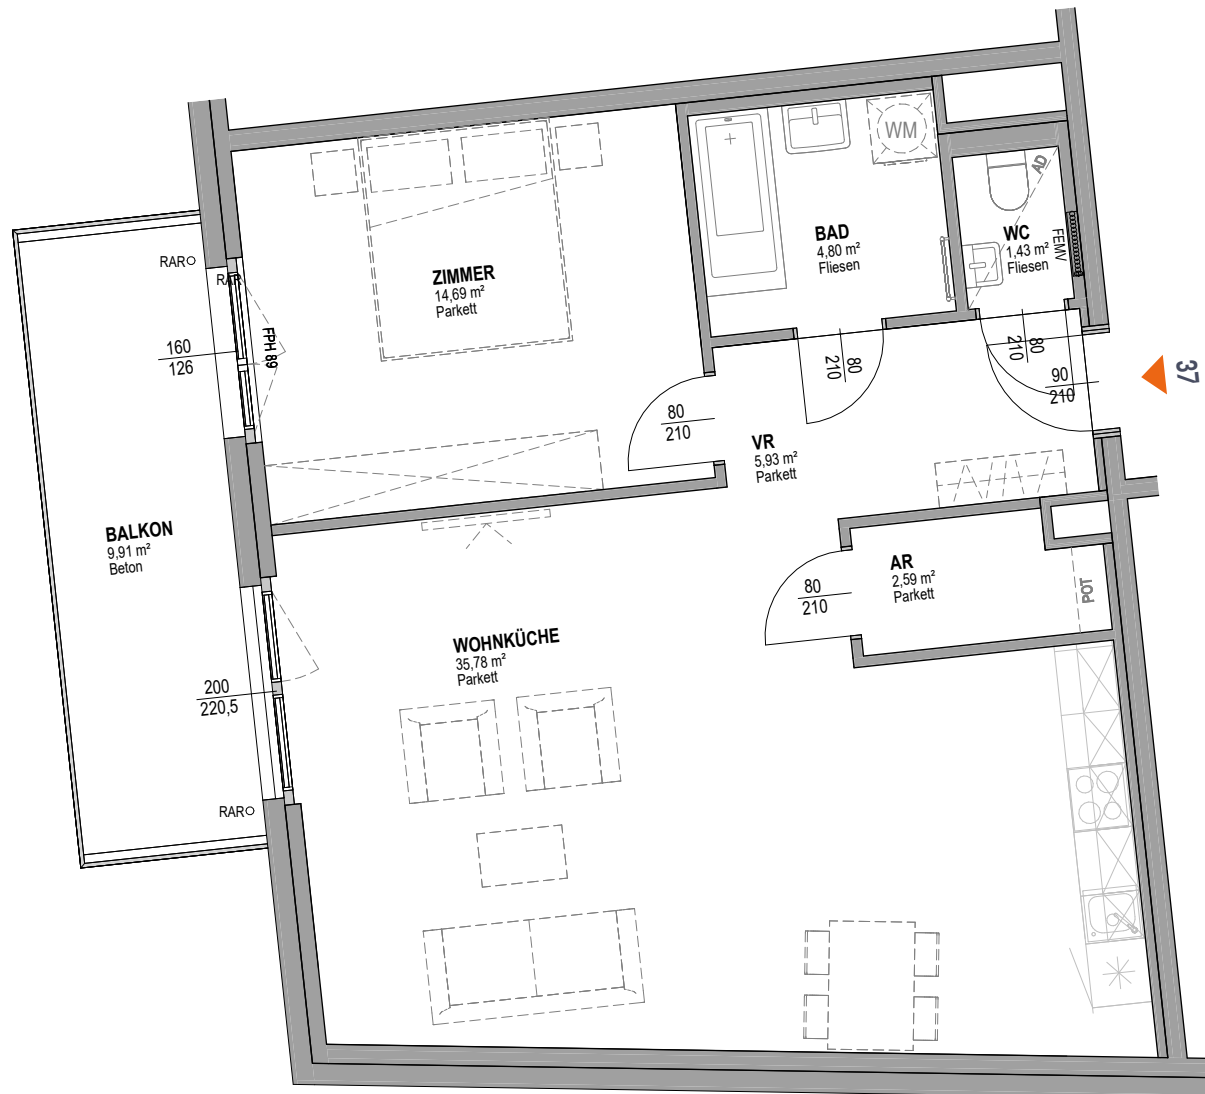 WM
AD
BAD
4,80 m²
Fliesen
WC
1,43 m²
Fliesen
FEMV
RAR
RAR
ZIMMER
14,69 m²
Parkett
FPH 89
160
126
80
210
80
210
90
210
37
80
210
VR
5,93 m²
Parkett
BALKON
9,91 m²
Beton
AR
2,59 m²
Parkett
POT
80
210
WOHNKÜCHE
35,78 m²
Parkett
200
220,5
RAR